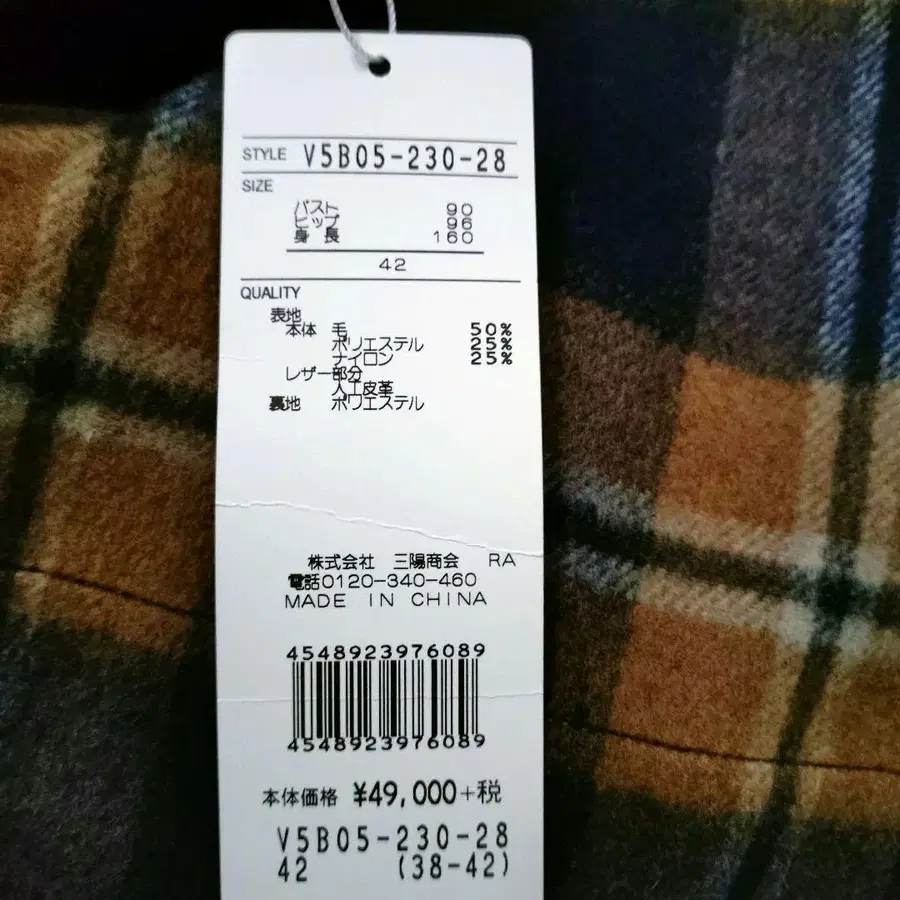 STYLE V5B05-230-28
SIZE
バスト 90
ヒップ 96
身長 160
42
QUALITY
表地
本体 毛 50%
ポリエステル 25%
ナイロン 25%
レザー部分
人工皮革
裏地 ポリエステル
株式会社 三陽商会 RA
電話0120-340-460
MADE IN CHINA
4548923976089
4548923976089
本体価格 ¥49,000+税
V5B05-230-28
42 (38-42)